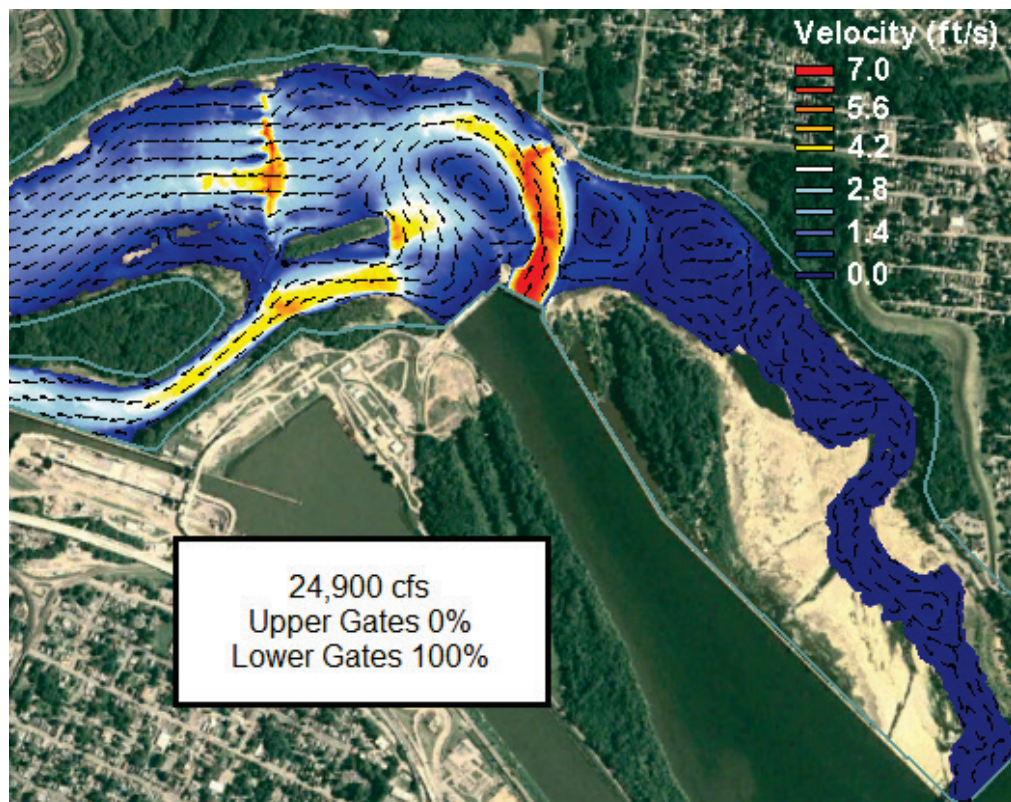 Velocity (ft/s)
7.0
5.6
4.2
2.8
1.4
0.0
24,900 cfs
Upper Gates 0%
Lower Gates 100%